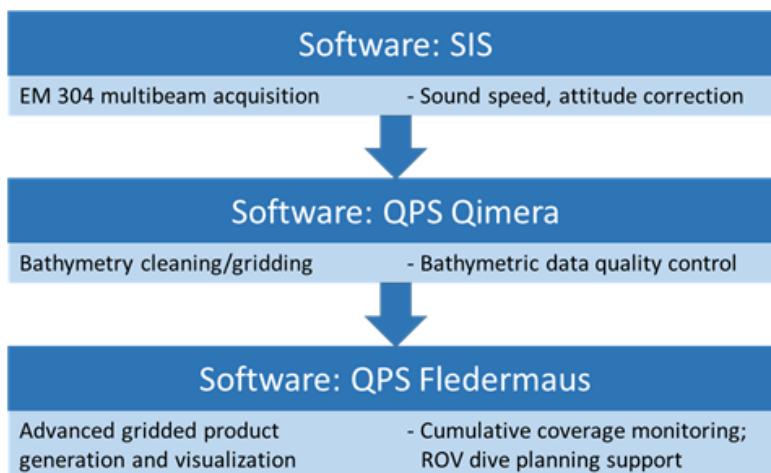 Software: SIS
EM 304 multibeam acquisition
- Sound speed, attitude correction
Software: QPS Qimera
Bathymetry cleaning/gridding
- Bathymetric data quality control
Software: QPS Fledermaus
Advanced gridded product
generation and visualization
- Cumulative coverage monitoring;
ROV dive planning support